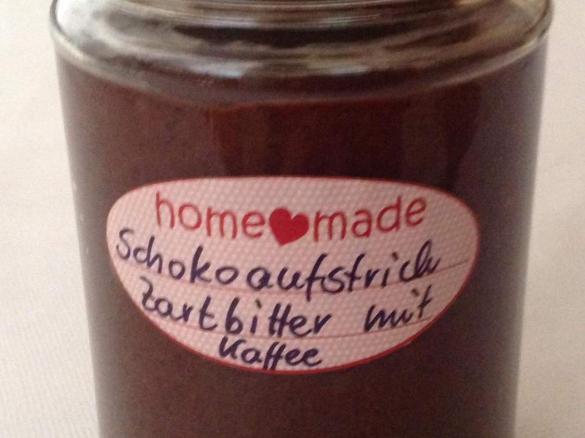 home♥made
Schokoaufstrich
Zartbitter mit
Kaffee